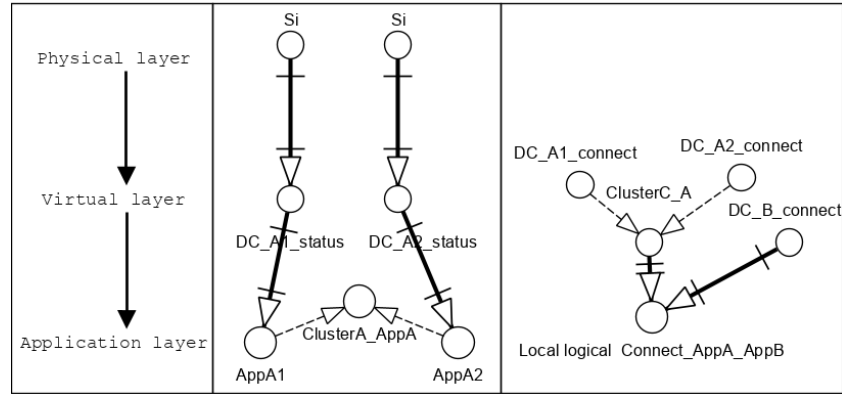 Physical layer
Virtual layer
Application layer
Si
Si
DC_A1_status
DC_A2_status
ClusterA_AppA
AppA1
AppA2
DC_A1_connect
DC_A2_connect
ClusterC_A
DC_B_connect
Local logical Connect_AppA_AppB